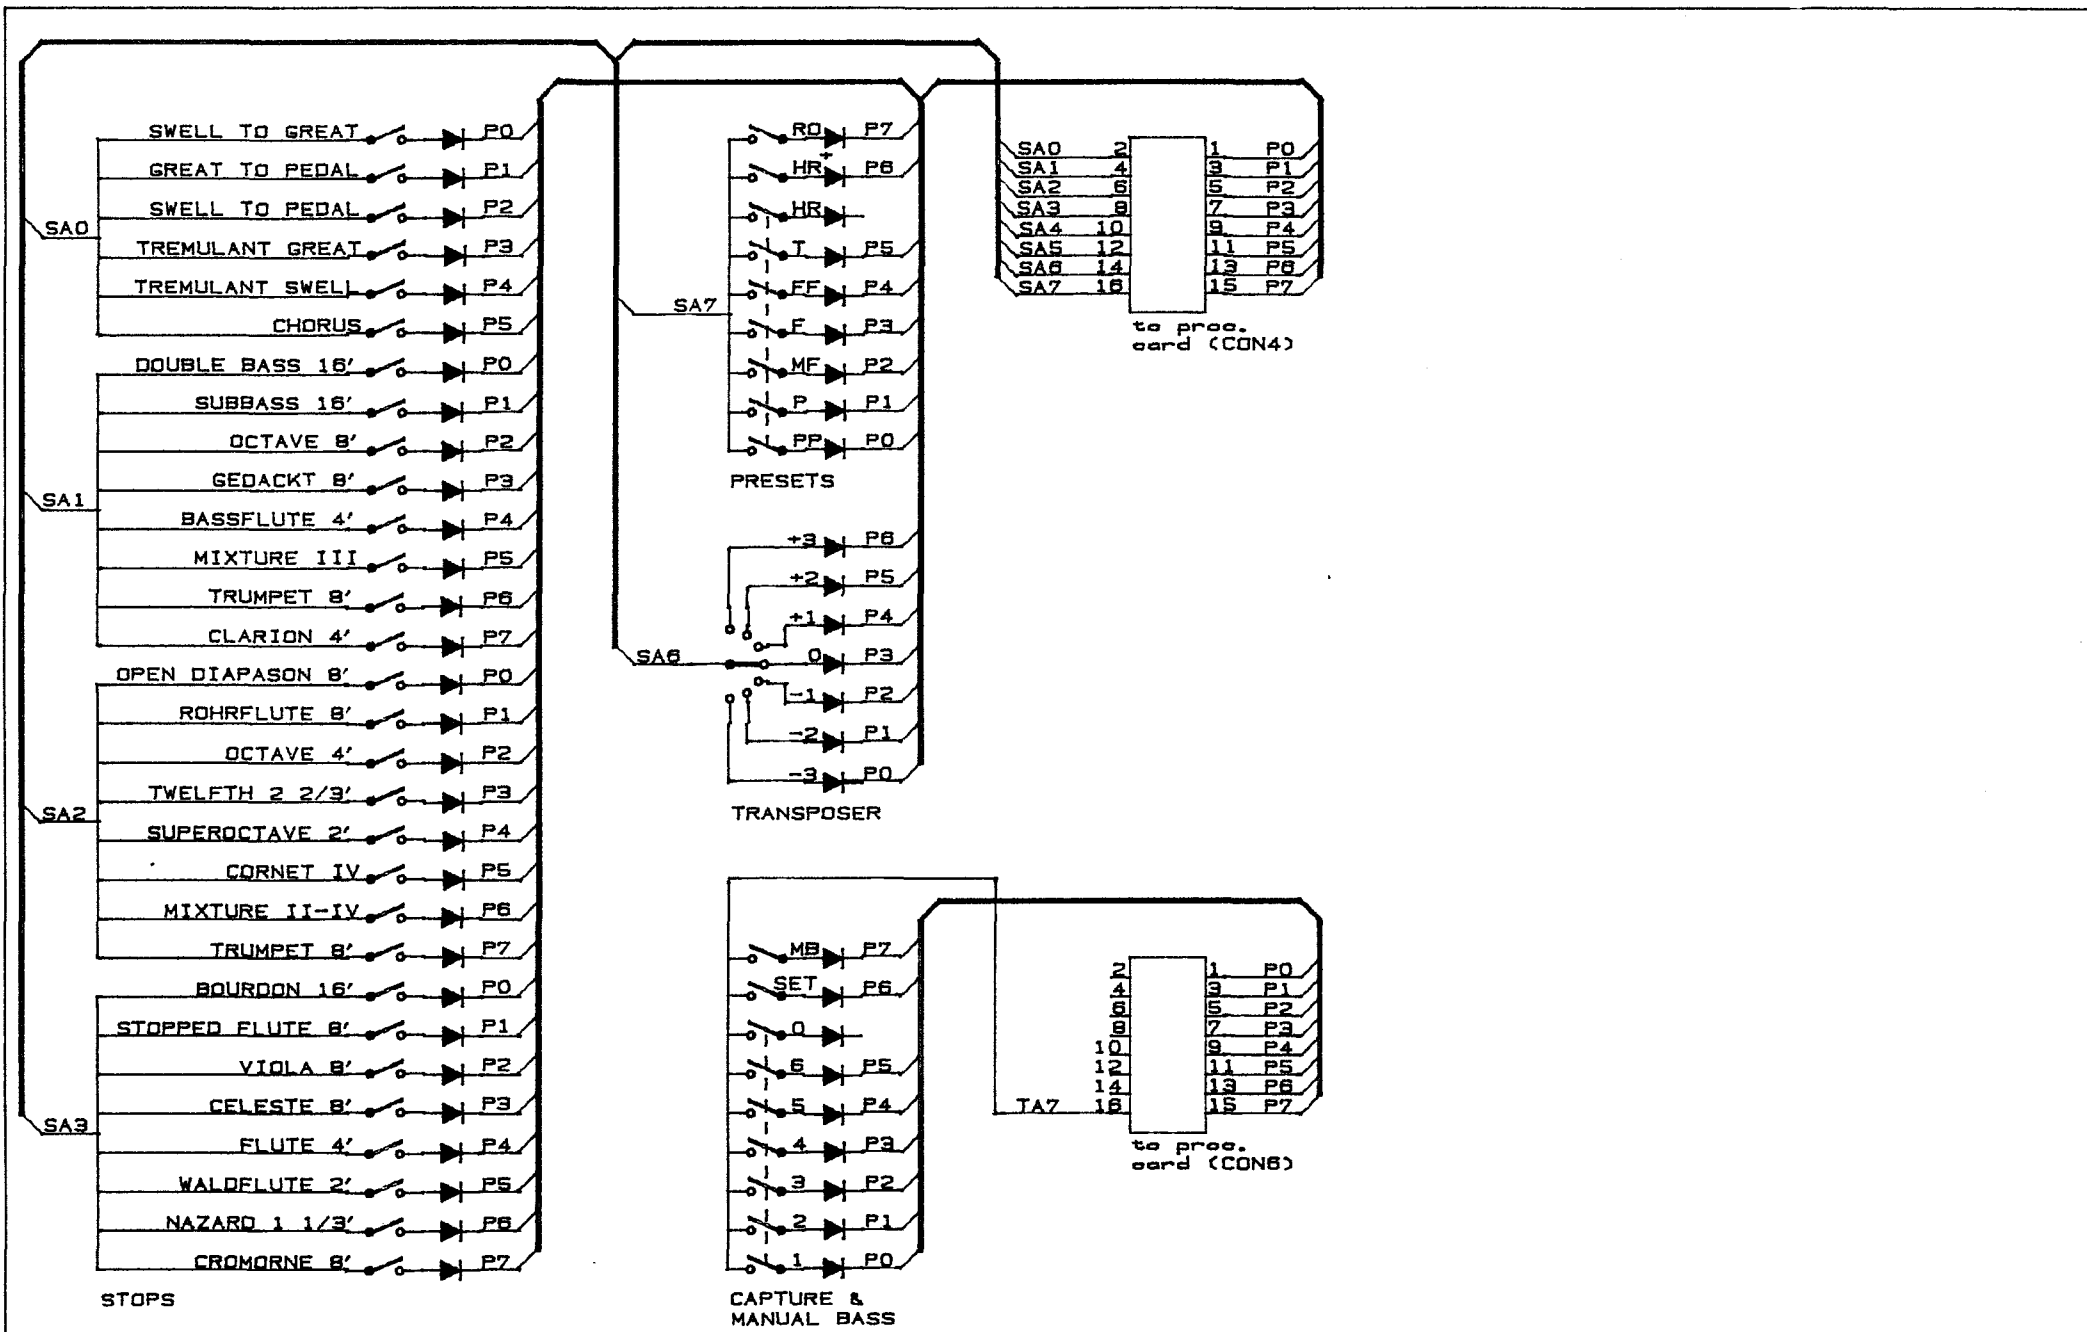 SWELL TO GREAT P0
GREAT TO PEDAL P1
SWELL TO PEDAL P2
SA0
TREMULANT GREAT P3
TREMULANT SWELL P4
CHORUS P5
DOUBLE BASS 16' P0
SUBBASS 16' P1
OCTAVE 8' P2
GEDACKT 8' P3
SA1
BASSFLUTE 4' P4
MIXTURE III P5
TRUMPET 8' P6
CLARION 4' P7
OPEN DIAPASON 8' P0
ROHRFLUTE 8' P1
OCTAVE 4' P2
TWELFTH 2 2/3' P3
SA2
SUPEROCTAVE 2' P4
CORNET IV P5
MIXTURE II-IV P6
TRUMPET 8' P7
BOURDON 16' P0
STOPPED FLUTE 8' P1
VIOLA 8' P2
CELESTE 8' P3
SA3
FLUTE 4' P4
WALDFLUTE 2' P5
NAZARD 1 1/3' P6
CROMORNE 8' P7
STOPS
RO P7
HR+ P6
HR
T P5
SA7
FF P4
F P3
MF P2
P P1
PP P0
PRESETS
+3 P6
+2 P5
+1 P4
SA6
0 P3
-1 P2
-2 P1
-3 P0
TRANSPOSER
MB P7
SET P6
0
6 P5
5 P4
4 P3
3 P2
2 P1
1 P0
CAPTURE &
MANUAL BASS
SA0 2 1 P0
SA1 4 3 P1
SA2 6 5 P2
SA3 8 7 P3
SA4 10 9 P4
SA5 12 11 P5
SA6 14 13 P6
SA7 16 15 P7
to proc.
card (CON4)
2 1 P0
4 3 P1
6 5 P2
8 7 P3
10 9 P4
12 11 P5
14 13 P6
TA7 16 15 P7
to proc.
card (CON6)